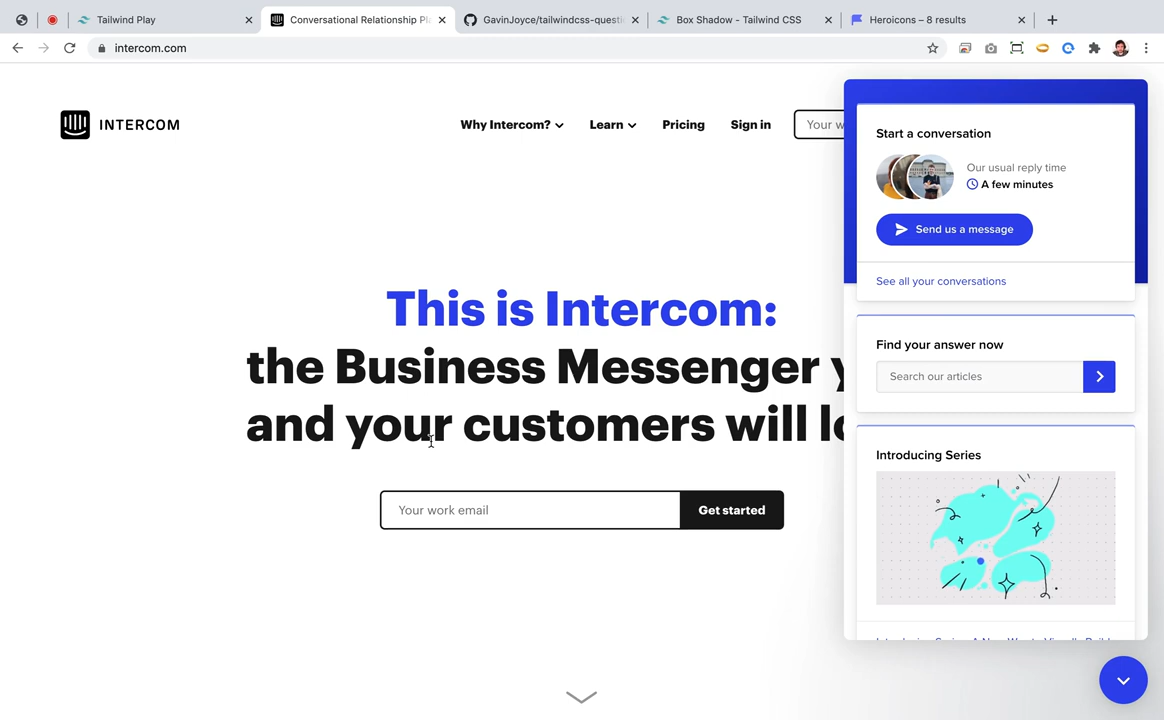 Tailwind Play
Conversational Relationship Pl
GavinJoyce/tailwindcss-questi
Box Shadow - Tailwind CSS
Heroicons – 8 results
intercom.com
INTERCOM
Why Intercom?
Learn
Pricing
Sign in
Your w
Start a conversation
Our usual reply time
A few minutes
Send us a message
See all your conversations
This is Intercom:
the Business Messenger y
and your customers will lo
Find your answer now
Search our articles
Your work email
Get started
Introducing Series